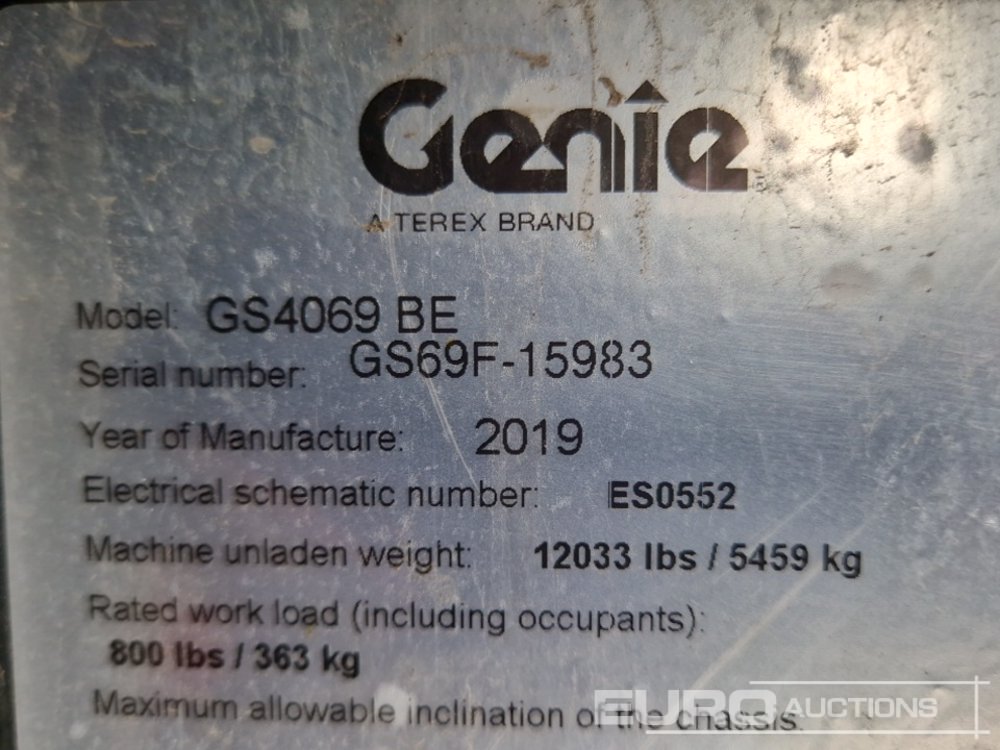 Genie
A TEREX BRAND
Model: GS4069 BE
Serial number: GS69F-15983
Year of Manufacture: 2019
Electrical schematic number: ES0552
Machine unladen weight: 12033 lbs / 5459 kg
Rated work load (including occupants):
800 lbs / 363 kg
Maximum allowable inclination of the chassis:
EURO AUCTIONS